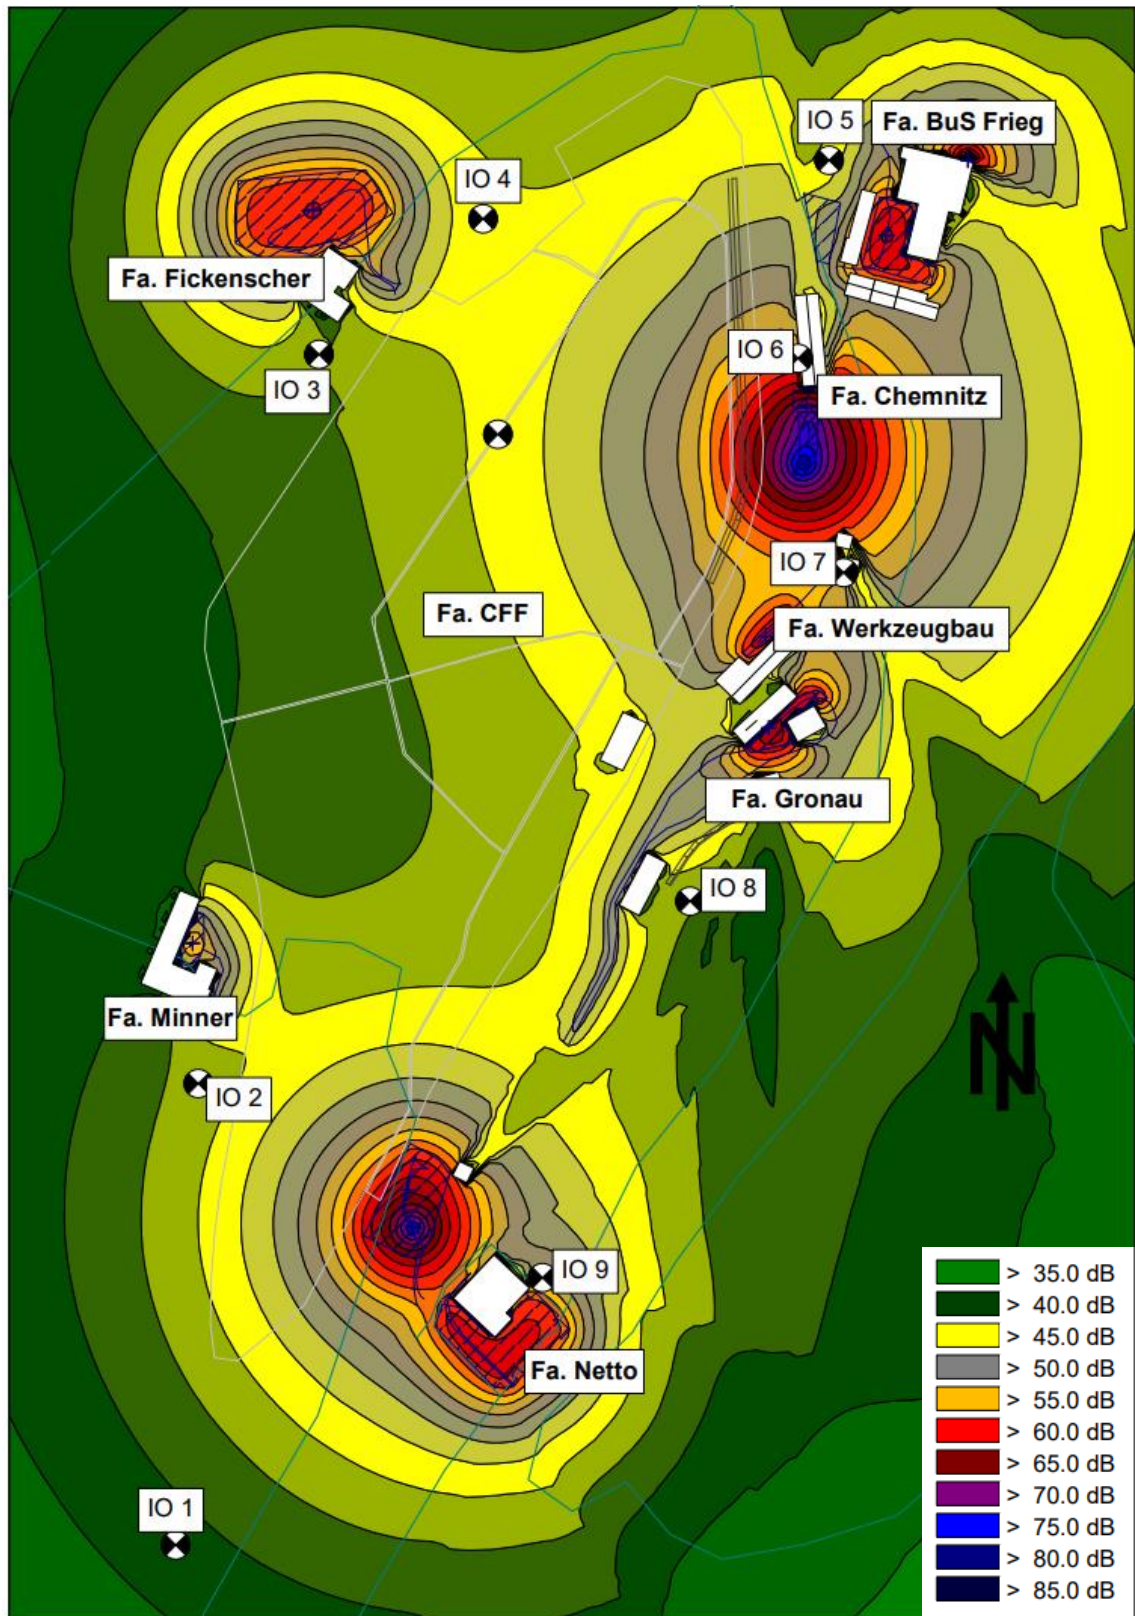 IO 5
Fa. BuS Frieg
IO 4
Fa. Fickenscher
IO 3
IO 6
Fa. Chemnitz
IO 7
Fa. CFF
Fa. Werkzeugbau
Fa. Gronau
IO 8
Fa. Minner
N
IO 2
IO 9
Fa. Netto
IO 1
> 35.0 dB
> 40.0 dB
> 45.0 dB
> 50.0 dB
> 55.0 dB
> 60.0 dB
> 65.0 dB
> 70.0 dB
> 75.0 dB
> 80.0 dB
> 85.0 dB